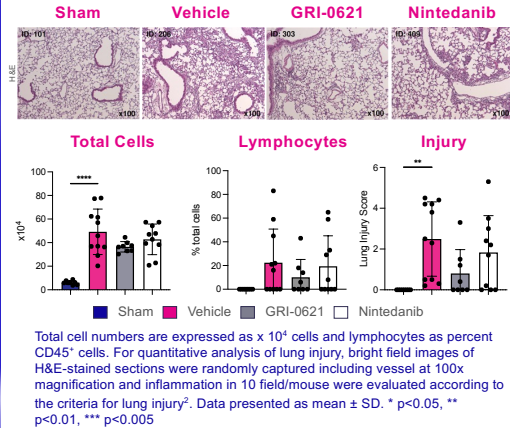 Sham Vehicle GRI-0621 Nintedanib
ID: 101 ID: 206 ID: 303 ID: 409
H&E
x100 x100 x100 x100
Total Cells Lymphocytes Injury
x10⁴
100
80
60
40
20
0
****
% total cells
100
80
60
40
20
0
Lung Injury Score
6
4
2
0
**
Sham Vehicle GRI-0621 Nintedanib
Total cell numbers are expressed as x 10⁴ cells and lymphocytes as percent
CD45⁺ cells. For quantitative analysis of lung injury, bright field images of
H&E-stained sections were randomly captured including vessel at 100x
magnification and inflammation in 10 field/mouse were evaluated according to
the criteria for lung injury². Data presented as mean ± SD. * p<0.05, **
p<0.01, *** p<0.005